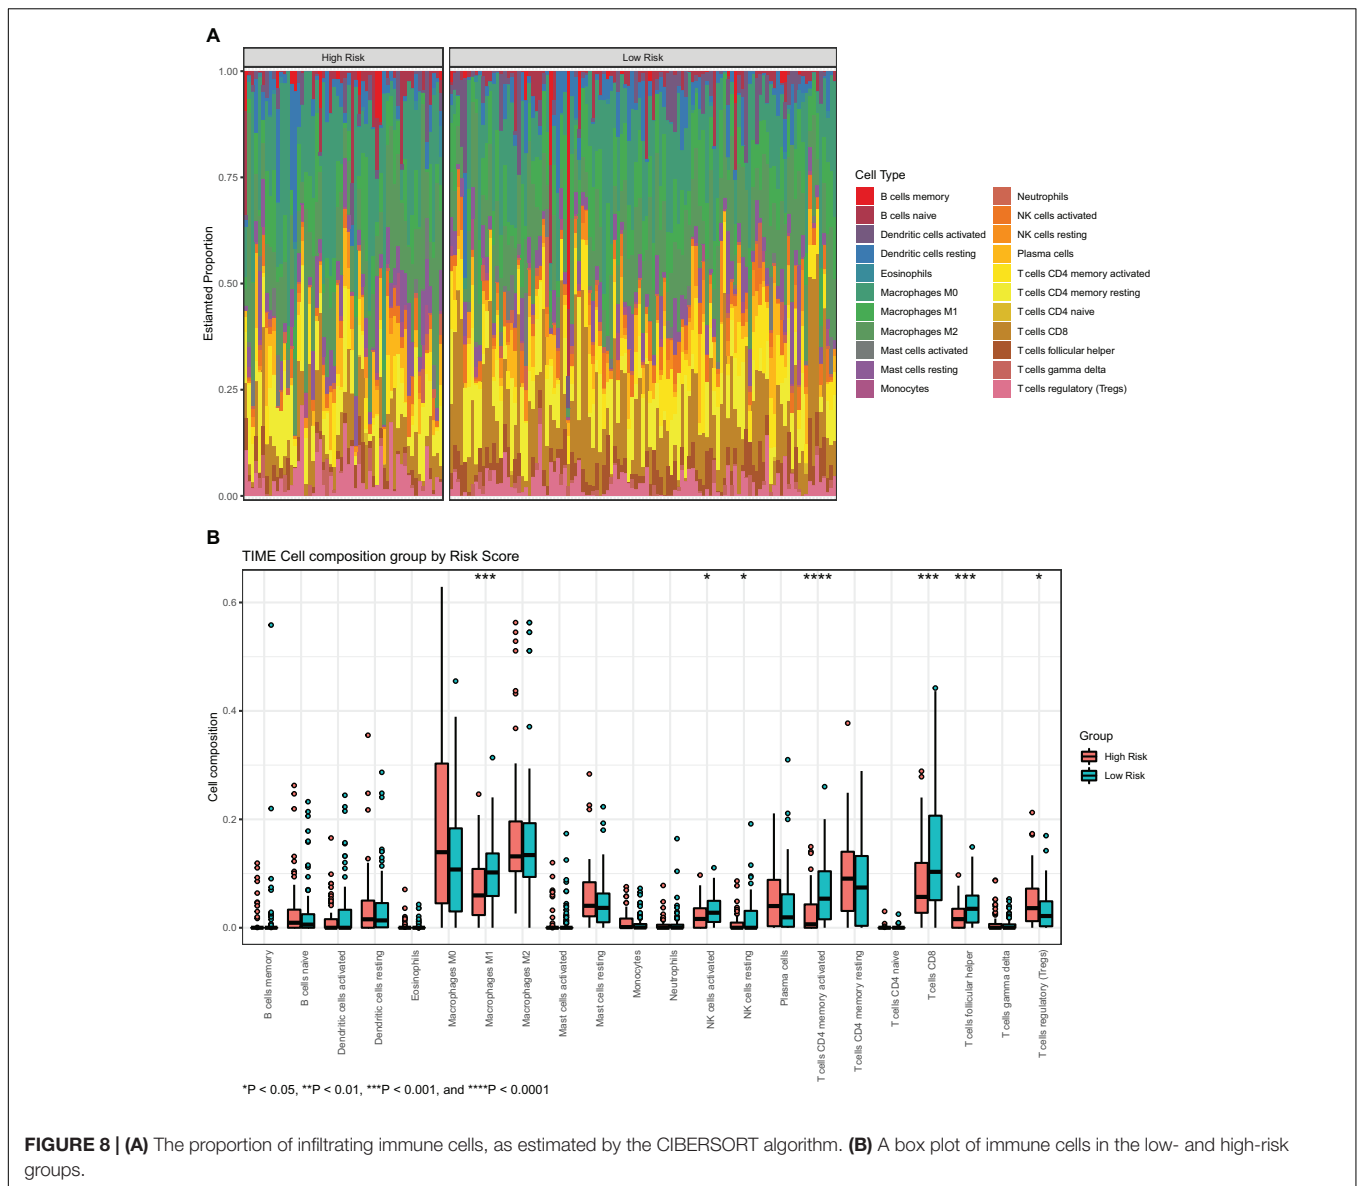 A
High Risk
Low Risk
1.00
0.75
0.50
0.25
0.00
Estiamted Proportion
Cell Type
B cells memory
B cells naive
Dendritic cells activated
Dendritic cells resting
Eosinophils
Macrophages M0
Macrophages M1
Macrophages M2
Mast cells activated
Mast cells resting
Monocytes
Neutrophils
NK cells activated
NK cells resting
Plasma cells
T cells CD4 memory activated
T cells CD4 memory resting
T cells CD4 naive
T cells CD8
T cells follicular helper
T cells gamma delta
T cells regulatory (Tregs)
B
TIME Cell composition group by Risk Score
*** * * **** *** *** *
0.6
0.4
0.2
0.0
Cell composition
Group
High Risk
Low Risk
B cells memory
B cells naive
Dendritic cells activated
Dendritic cells resting
Eosinophils
Macrophages M0
Macrophages M1
Macrophages M2
Mast cells activated
Mast cells resting
Monocytes
Neutrophils
NK cells activated
NK cells resting
Plasma cells
T cells CD4 memory activated
T cells CD4 memory resting
T cells CD4 naive
T cells CD8
T cells follicular helper
T cells gamma delta
T cells regulatory (Tregs)
*P < 0.05, **P < 0.01, ***P < 0.001, and ****P < 0.0001
FIGURE 8 | (A) The proportion of infiltrating immune cells, as estimated by the CIBERSORT algorithm. (B) A box plot of immune cells in the low- and high-risk
groups.